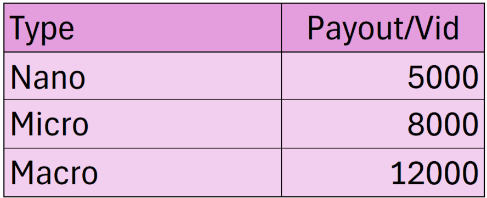 Type Payout/Vid
Nano 5000
Micro 8000
Macro 12000